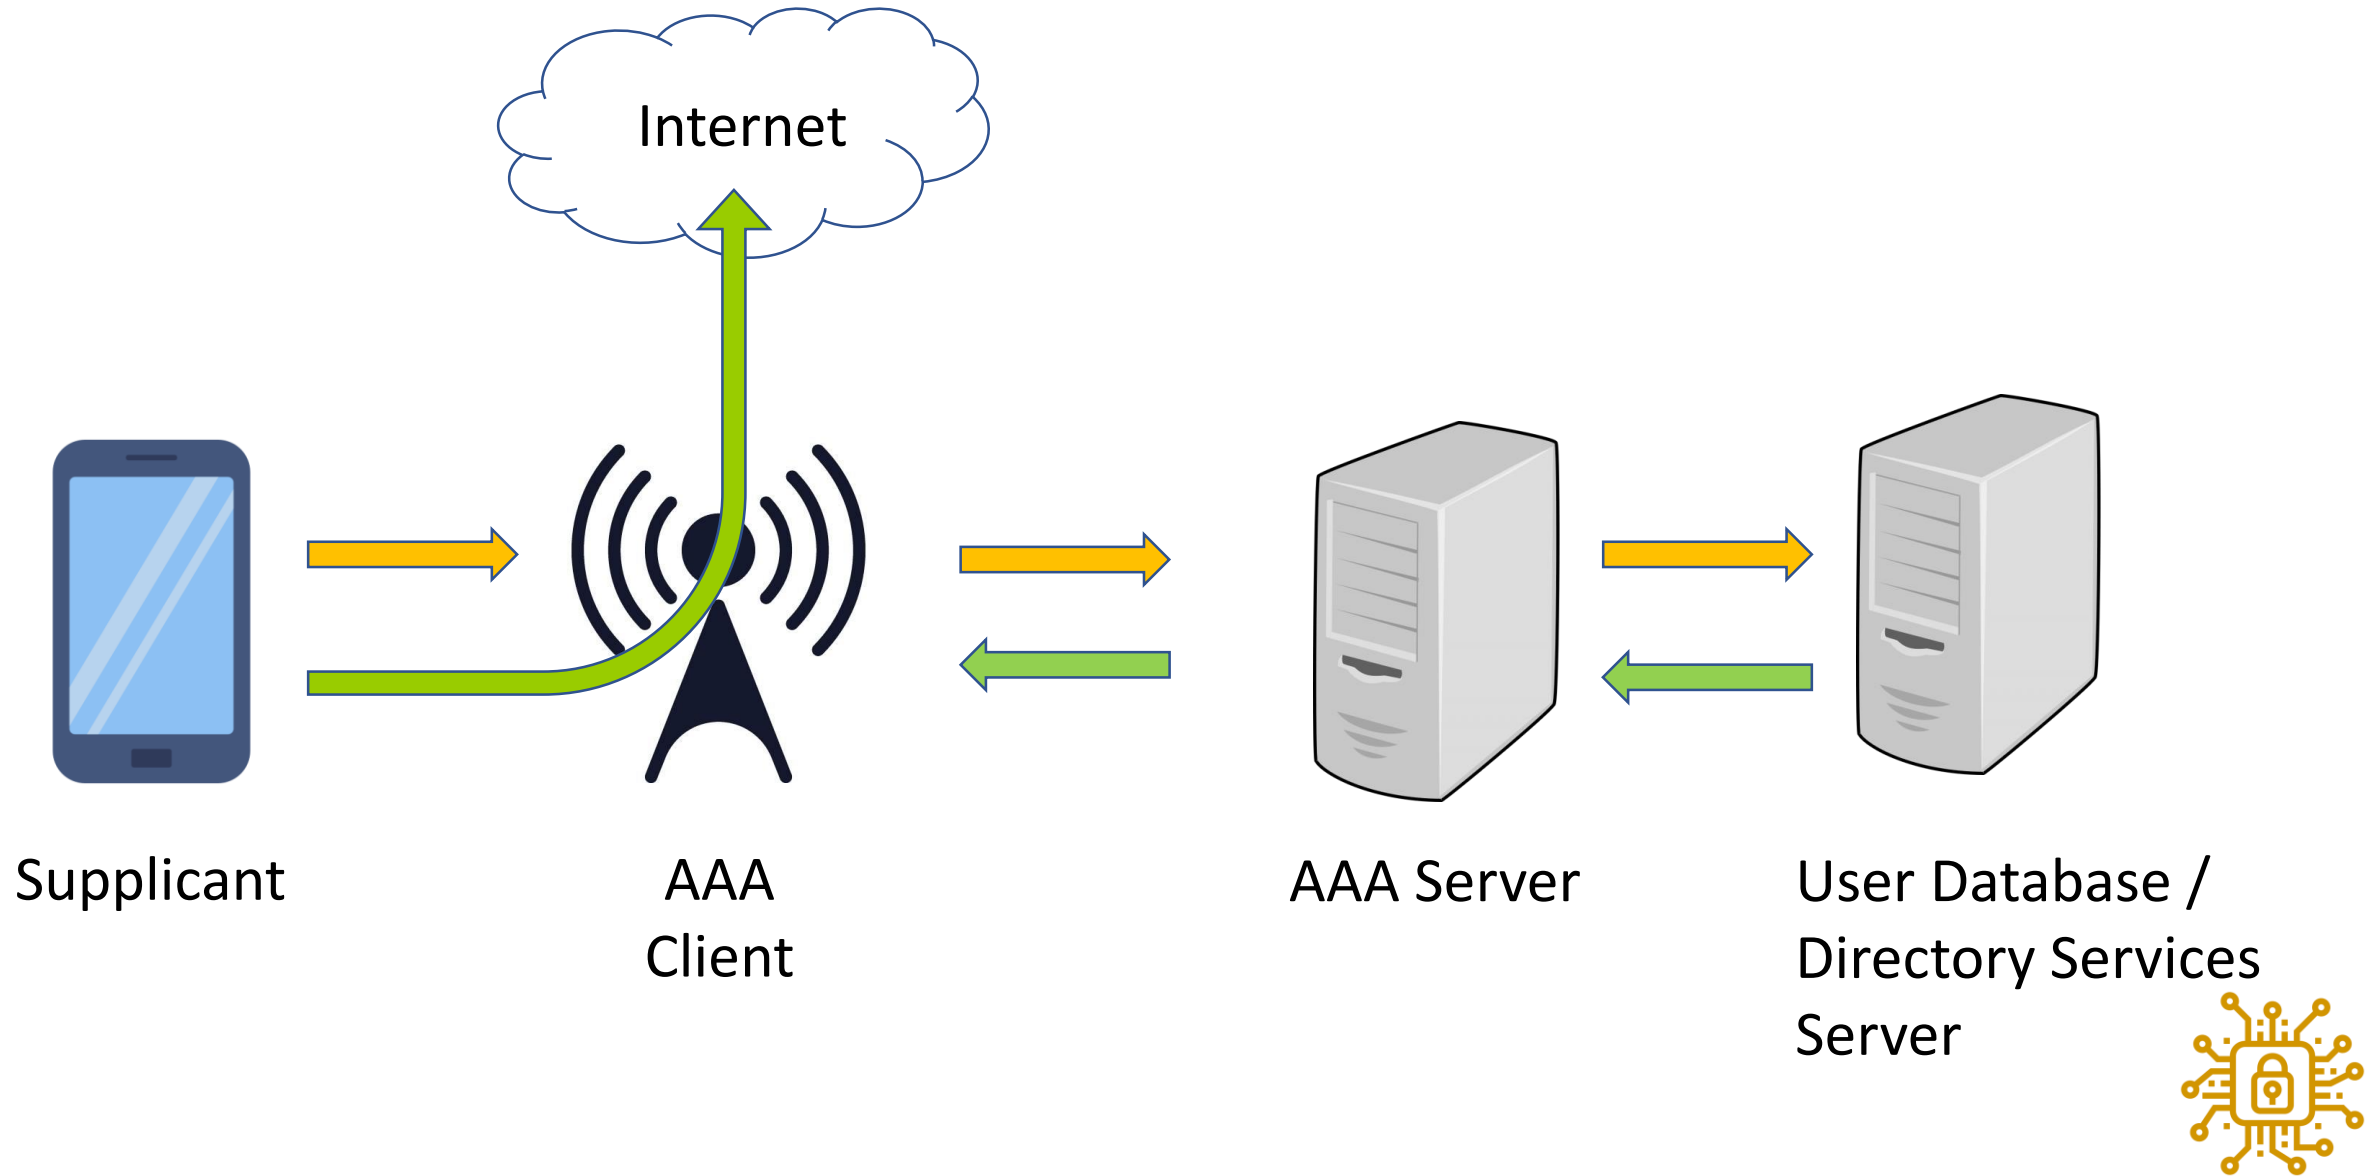 Internet
Supplicant
AAA
Client
AAA Server
User Database /
Directory Services
Server